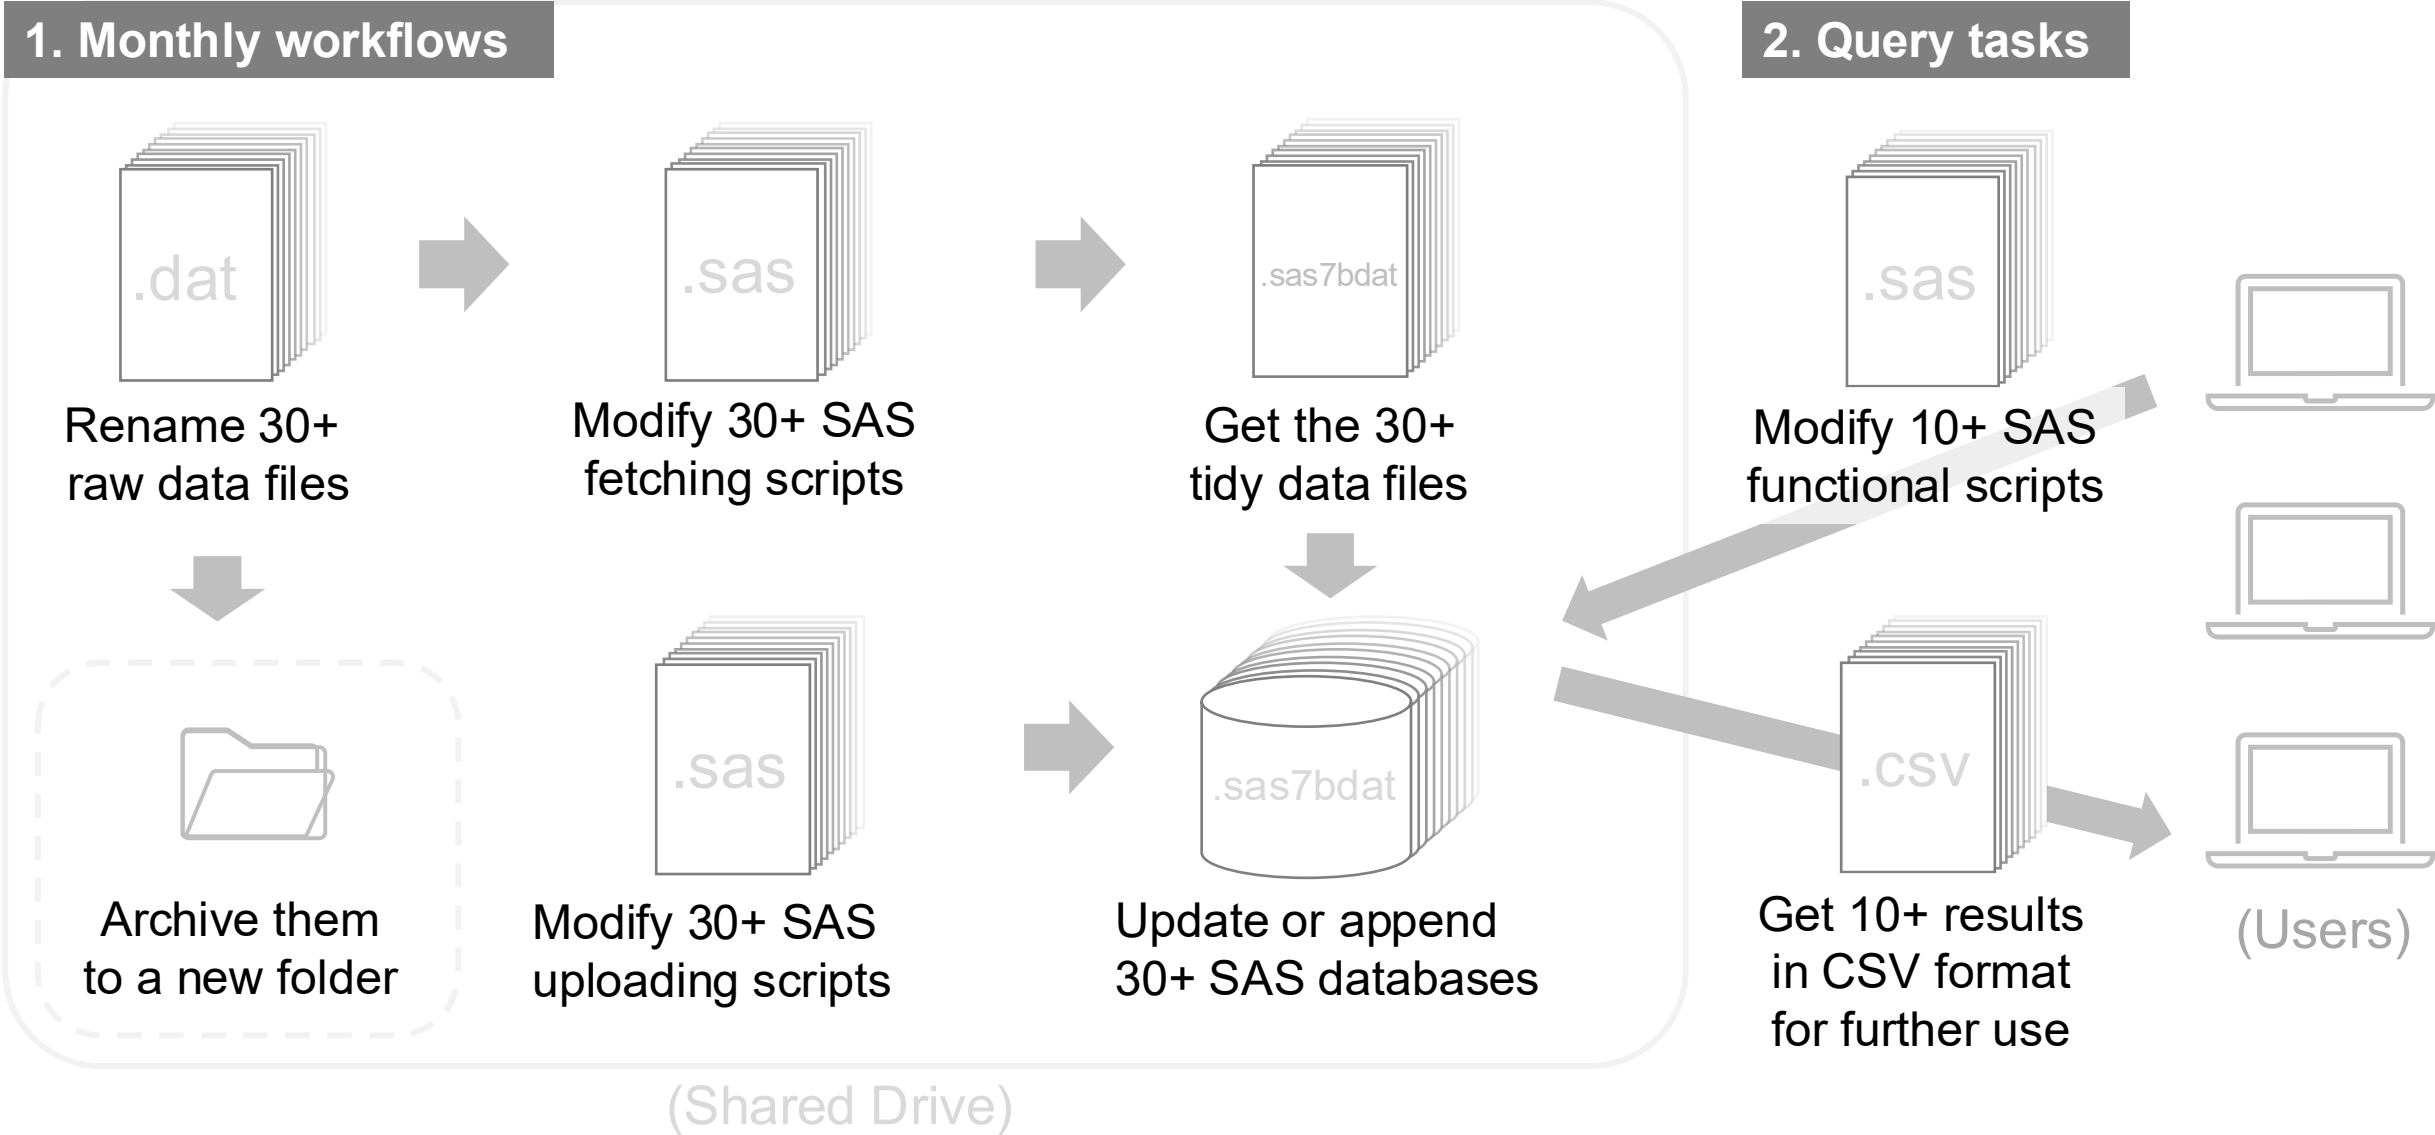 1. Monthly workflows
2. Query tasks
.dat
.sas
.sas7bdat
.sas
Rename 30+
raw data files
Modify 30+ SAS
fetching scripts
Get the 30+
tidy data files
Modify 10+ SAS
functional scripts
.sas
.sas7bdat
.csv
Archive them
to a new folder
Modify 30+ SAS
uploading scripts
Update or append
30+ SAS databases
Get 10+ results
in CSV format
for further use
(Users)
(Shared Drive)